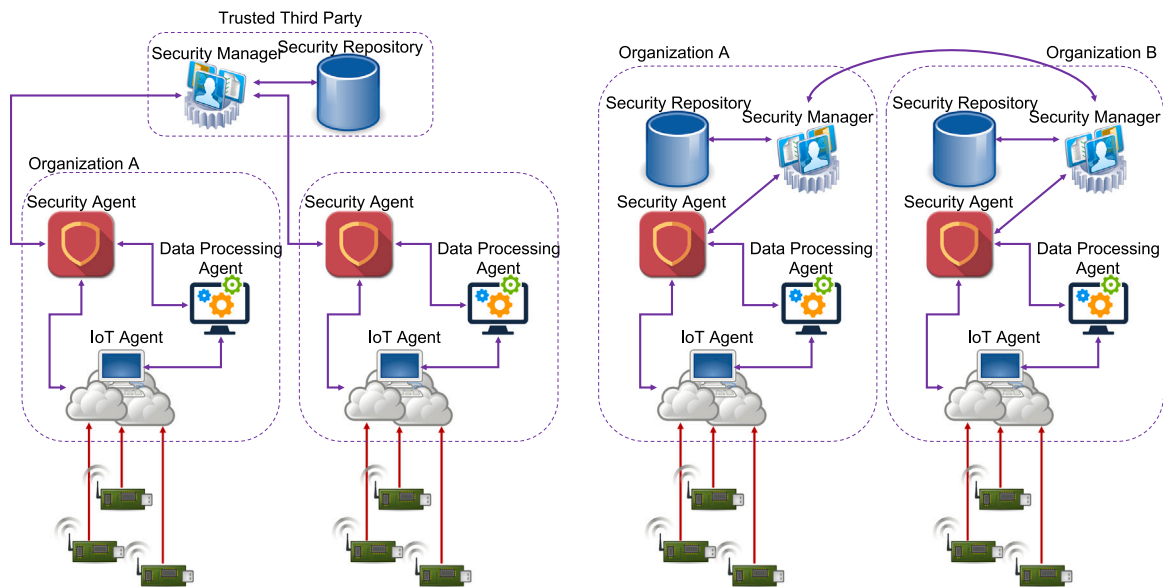 Trusted Third Party
Security Manager
Security Repository
Organization A
Security Agent
Data Processing
Agent
IoT Agent
Security Agent
Data Processing
Agent
IoT Agent
Organization A
Security Repository
Security Manager
Security Agent
Data Processing
Agent
IoT Agent
Organization B
Security Repository
Security Manager
Security Agent
Data Processing
Agent
IoT Agent